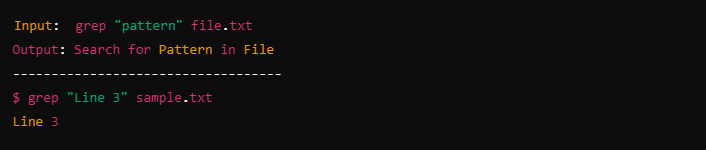 Input:  grep "pattern" file.txt
Output: Search for Pattern in File
-----------------------------------
$ grep "Line 3" sample.txt
Line 3